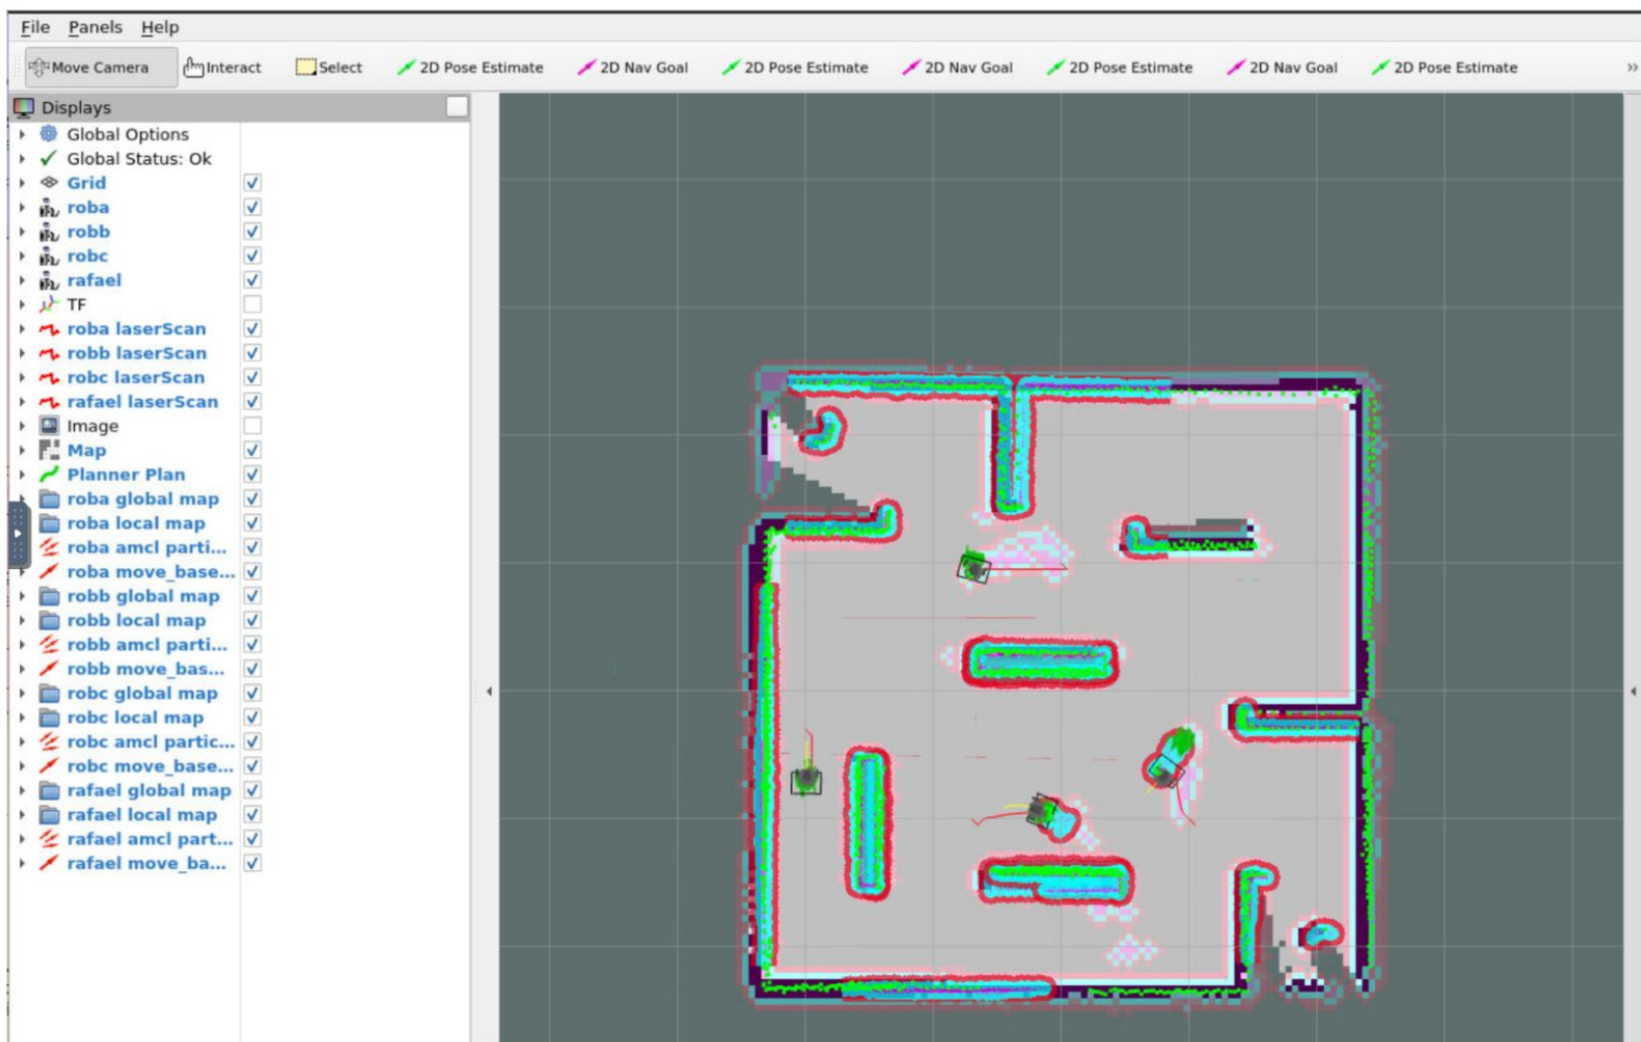 File Panels Help
Move Camera Interact Select 2D Pose Estimate 2D Nav Goal 2D Pose Estimate 2D Nav Goal 2D Pose Estimate 2D Nav Goal 2D Pose Estimate »
Displays
Global Options
Global Status: Ok
Grid
roba
robb
robc
rafael
TF
roba laserScan
robb laserScan
robc laserScan
rafael laserScan
Image
Map
Planner Plan
roba global map
roba local map
roba amcl parti...
roba move_base...
robb global map
robb local map
robb amcl parti...
robb move_bas...
robc global map
robc local map
robc amcl partic...
robc move_base...
rafael global map
rafael local map
rafael amcl part...
rafael move_ba...